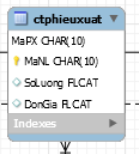 ctphieuxuat
MaPX CHAR(10)
MaNL CHAR(10)
SoLuong FLOAT
DonGia FLOAT
Indexes